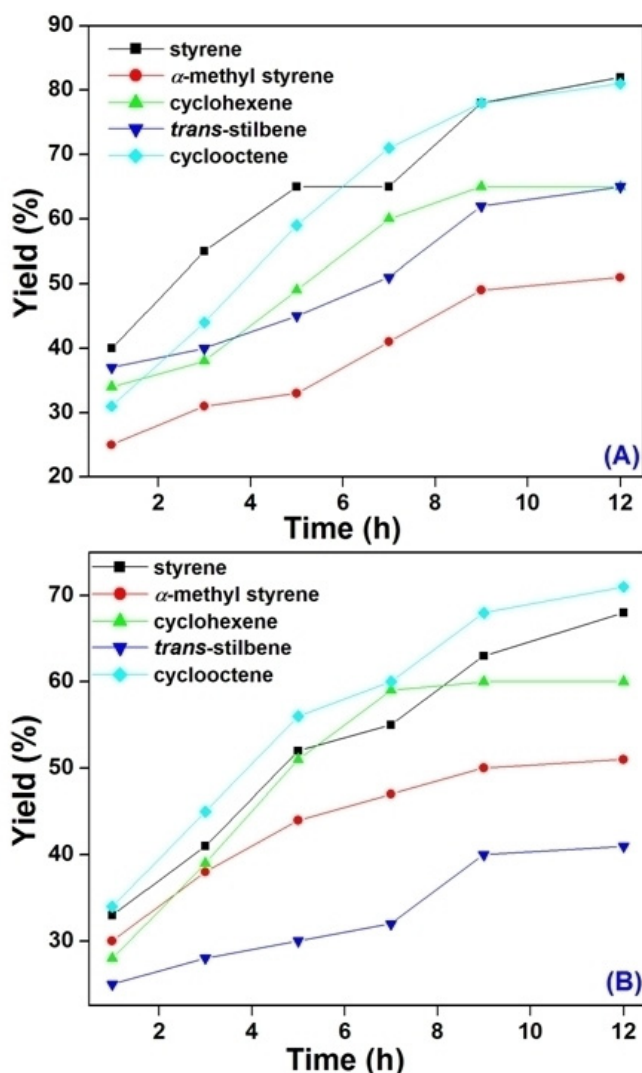 90
80
70
60
50
40
30
20
Yield (%)
styrene
α-methyl styrene
cyclohexene
trans-stilbene
cyclooctene
(A)
2 4 6 8 10 12
Time (h)
70
60
50
40
30
Yield (%)
styrene
α-methyl styrene
cyclohexene
trans-stilbene
cyclooctene
(B)
2 4 6 8 10 12
Time (h)